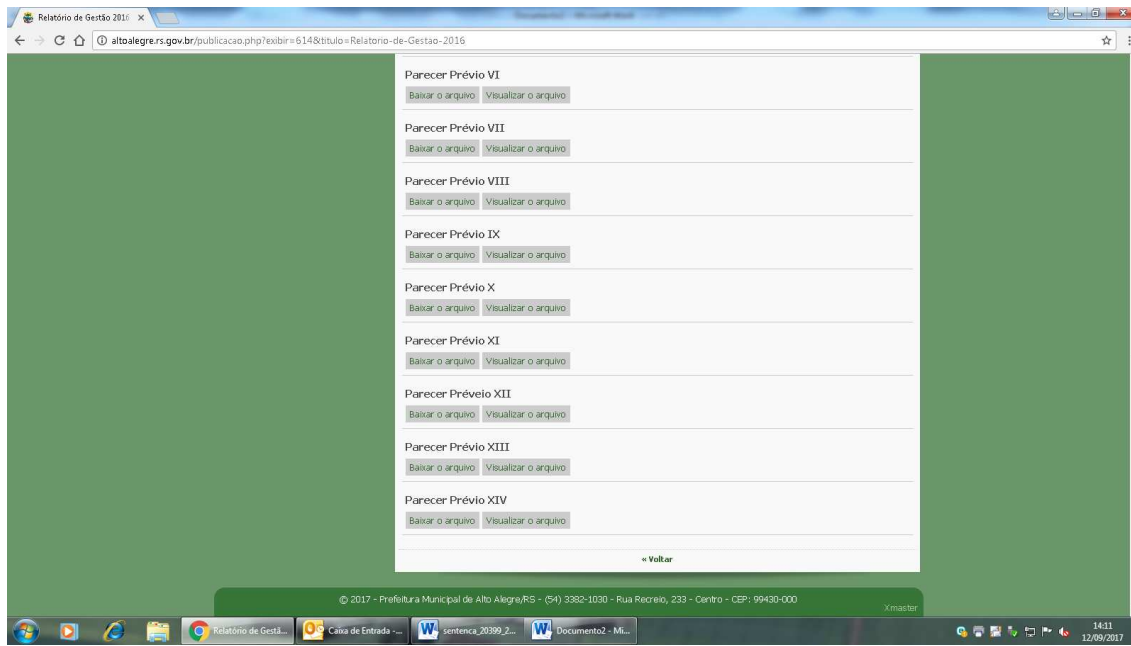 Relatório de Gestão 2016
altoalegre.rs.gov.br/publicacao.php?exibir=614&titulo=Relatorio-de-Gestao-2016
Parecer Prévio VI
Baixar o arquivo Visualizar o arquivo
Parecer Prévio VII
Baixar o arquivo Visualizar o arquivo
Parecer Prévio VIII
Baixar o arquivo Visualizar o arquivo
Parecer Prévio IX
Baixar o arquivo Visualizar o arquivo
Parecer Prévio X
Baixar o arquivo Visualizar o arquivo
Parecer Prévio XI
Baixar o arquivo Visualizar o arquivo
Parecer Préveio XII
Baixar o arquivo Visualizar o arquivo
Parecer Prévio XIII
Baixar o arquivo Visualizar o arquivo
Parecer Prévio XIV
Baixar o arquivo Visualizar o arquivo
« Voltar
© 2017 - Prefeitura Municipal de Alto Alegre/RS - (54) 3382-1030 - Rua Recreio, 233 - Centro - CEP: 99430-000
Xmaster
Relatório de Gestã... Caixa de Entrada -... sentenca_20399_2... Documento2 - Mi...
14:11
12/09/2017